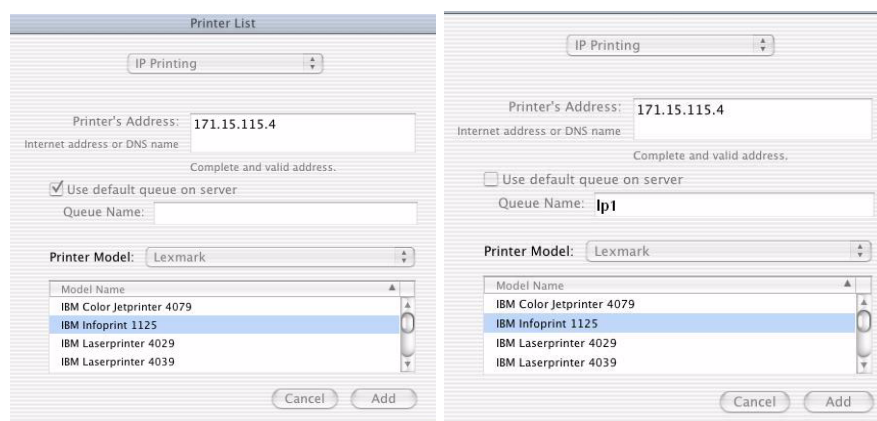 Printer List
IP Printing
Printer's Address: 171.15.115.4
Internet address or DNS name
Complete and valid address.
Use default queue on server
Queue Name:
Printer Model: Lexmark
Model Name
IBM Color Jetprinter 4079
IBM Infoprint 1125
IBM Laserprinter 4029
IBM Laserprinter 4039
Cancel Add
IP Printing
Printer's Address: 171.15.115.4
Internet address or DNS name
Complete and valid address.
Use default queue on server
Queue Name: lp1
Printer Model: Lexmark
Model Name
IBM Color Jetprinter 4079
IBM Infoprint 1125
IBM Laserprinter 4029
IBM Laserprinter 4039
Cancel Add